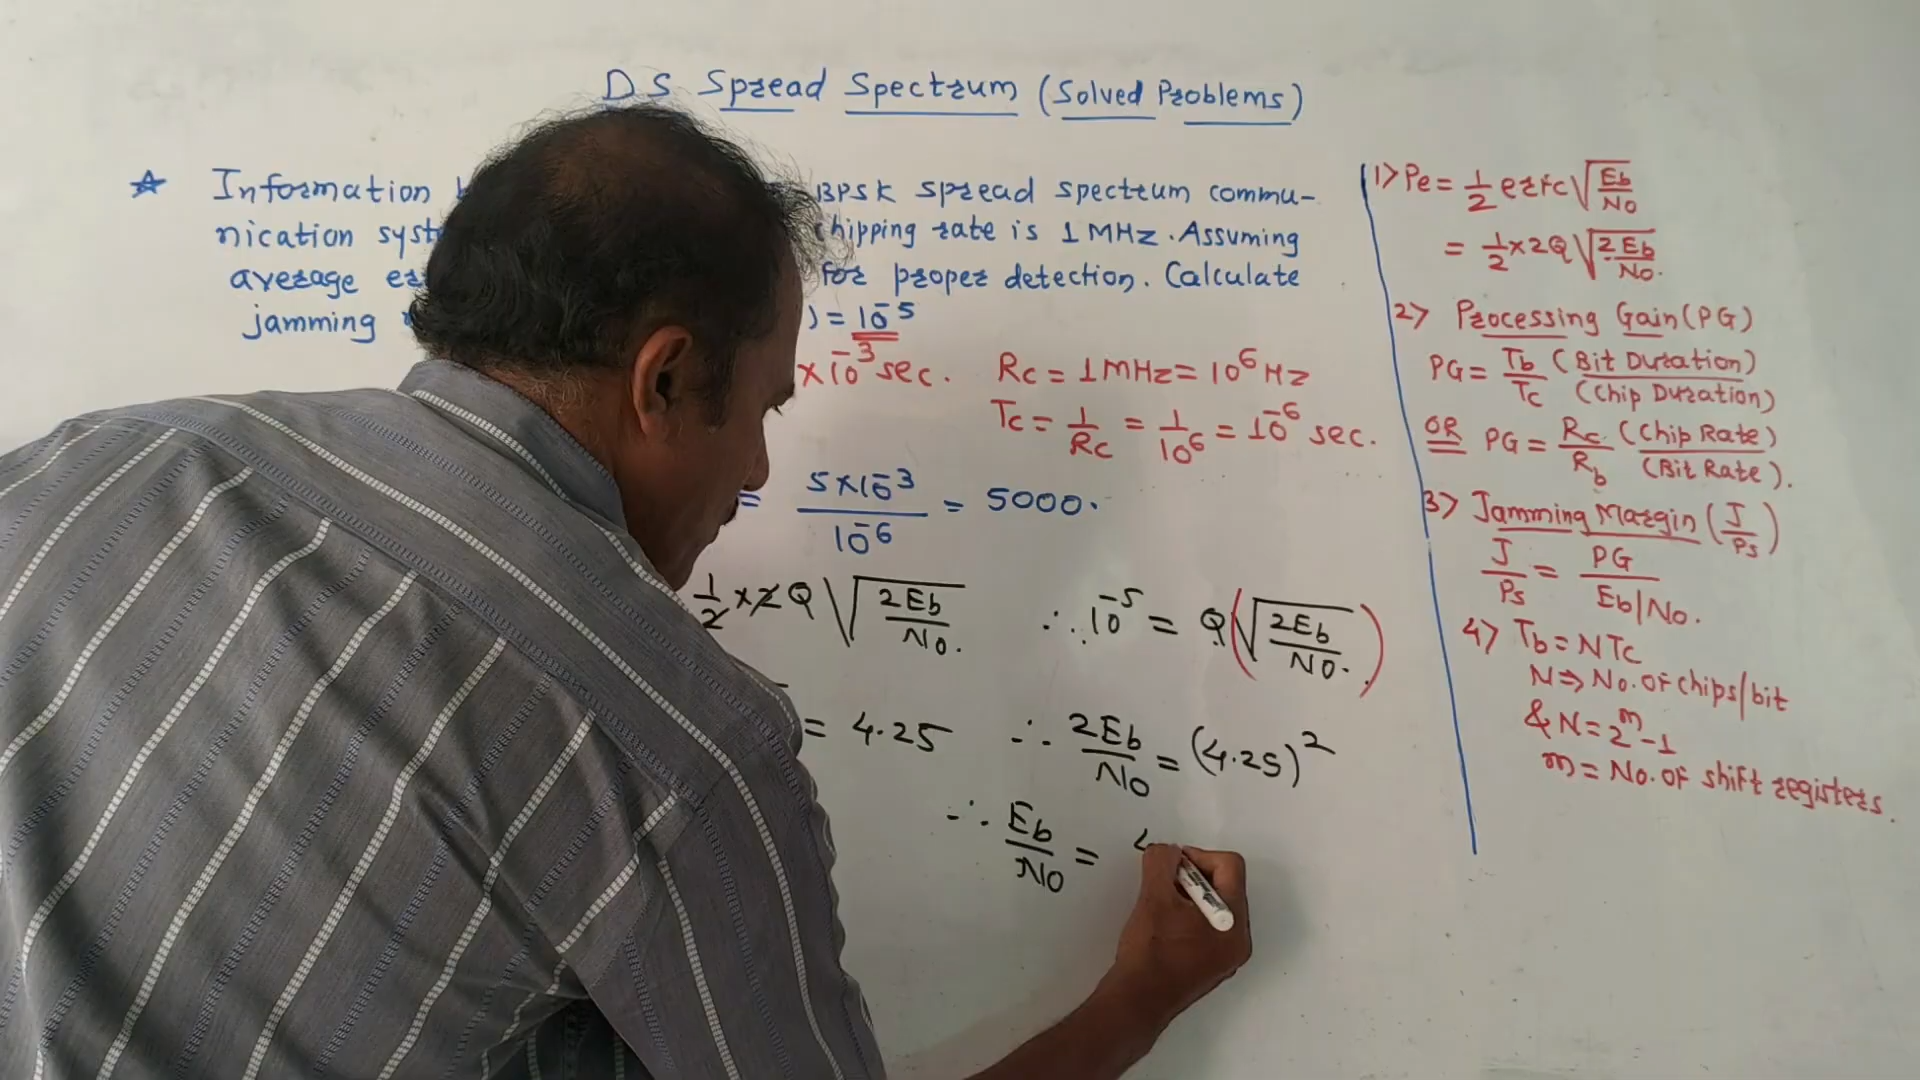 DS Spread Spectrum (Solved Problems)
Information BPSK spread spectrum commu-
nication chipping rate is 1 MHz. Assuming
average for proper detection. Calculate
jamming ) = 10⁻⁵
×10⁻³ sec. Rc = 1MHz = 10⁶ Hz
Tc = 1/Rc = 1/10⁶ = 10⁻⁶ sec.
= 5×10⁻³/10⁻⁶ = 5000.
1/2 × 2 Q √(2Eb/No.) ∴ 10⁻⁵ = Q(√(2Eb/No.))
= 4.25 ∴ 2Eb/No = (4.25)²
∴ Eb/No =
1> Pe = 1/2 erfc √(Eb/No)
= 1/2 × 2Q √(2Eb/No.)
2> Processing Gain (PG)
PG = Tb/Tc (Bit Duration)/(Chip Duration)
OR PG = Rc/Rb (Chip Rate)/(Bit Rate).
3> Jamming Margin (J/Ps)
J/Ps = PG/Eb/No.
4> Tb = NTc
N ⇒ No. of chips/bit
& N = 2ᵐ-1
m = No. of shift registers.